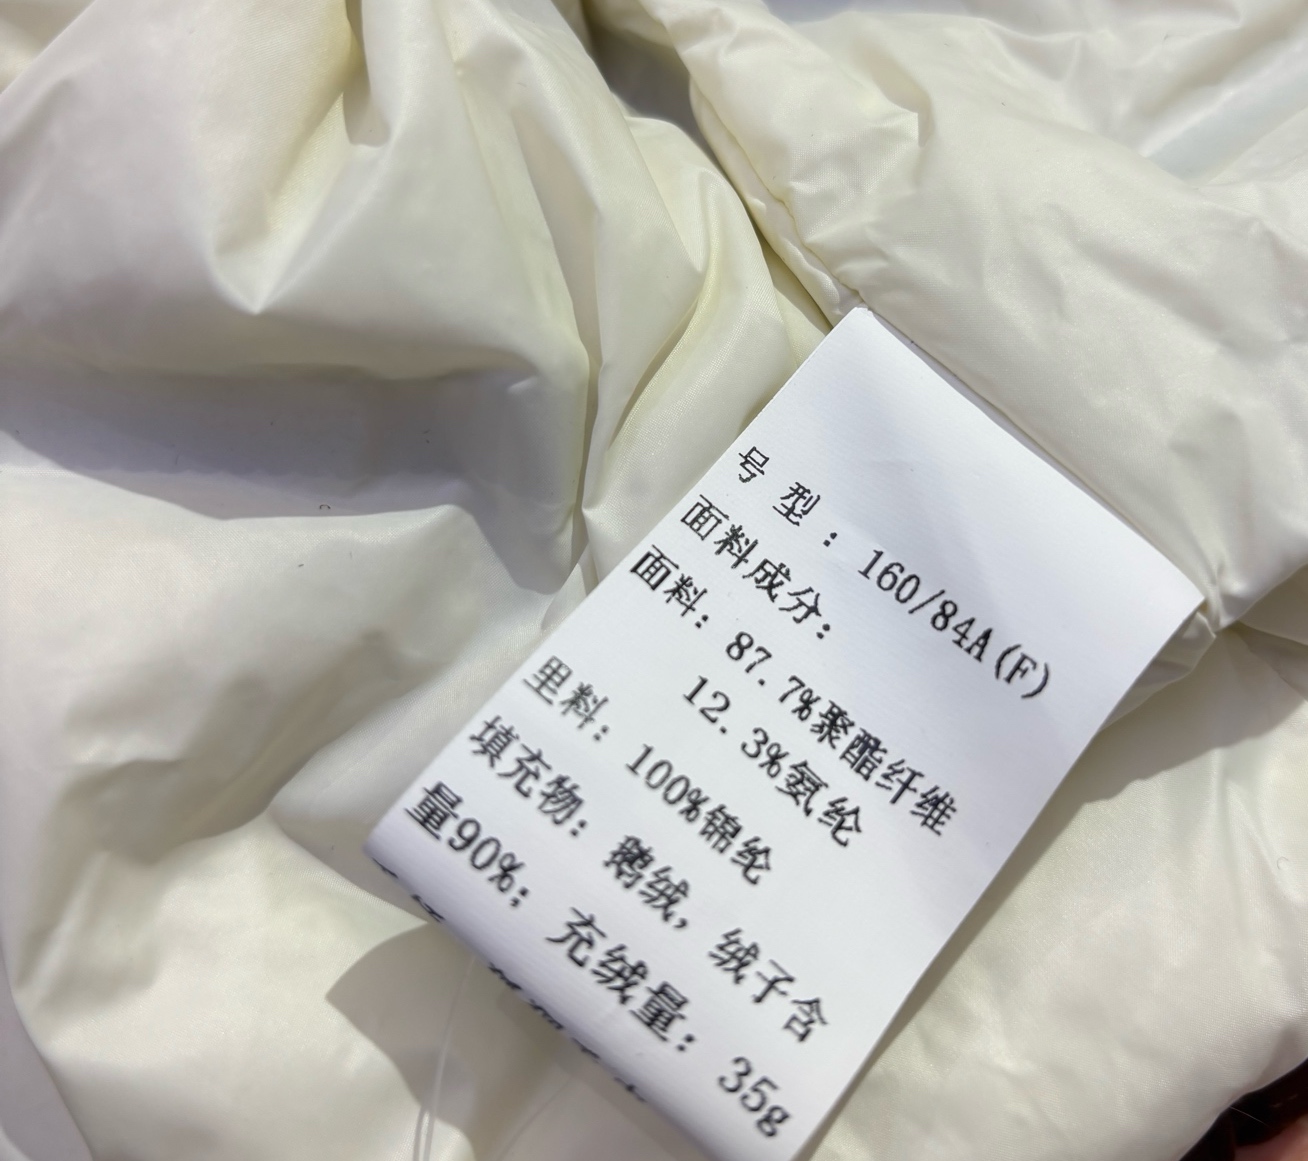 号 型：160/84A(F)
面料成分：
面料：87.7%聚酯纤维
12.3%氨纶
里料：100%锦纶
填充物：鹅绒，绒子含
量90%；充绒量：35g